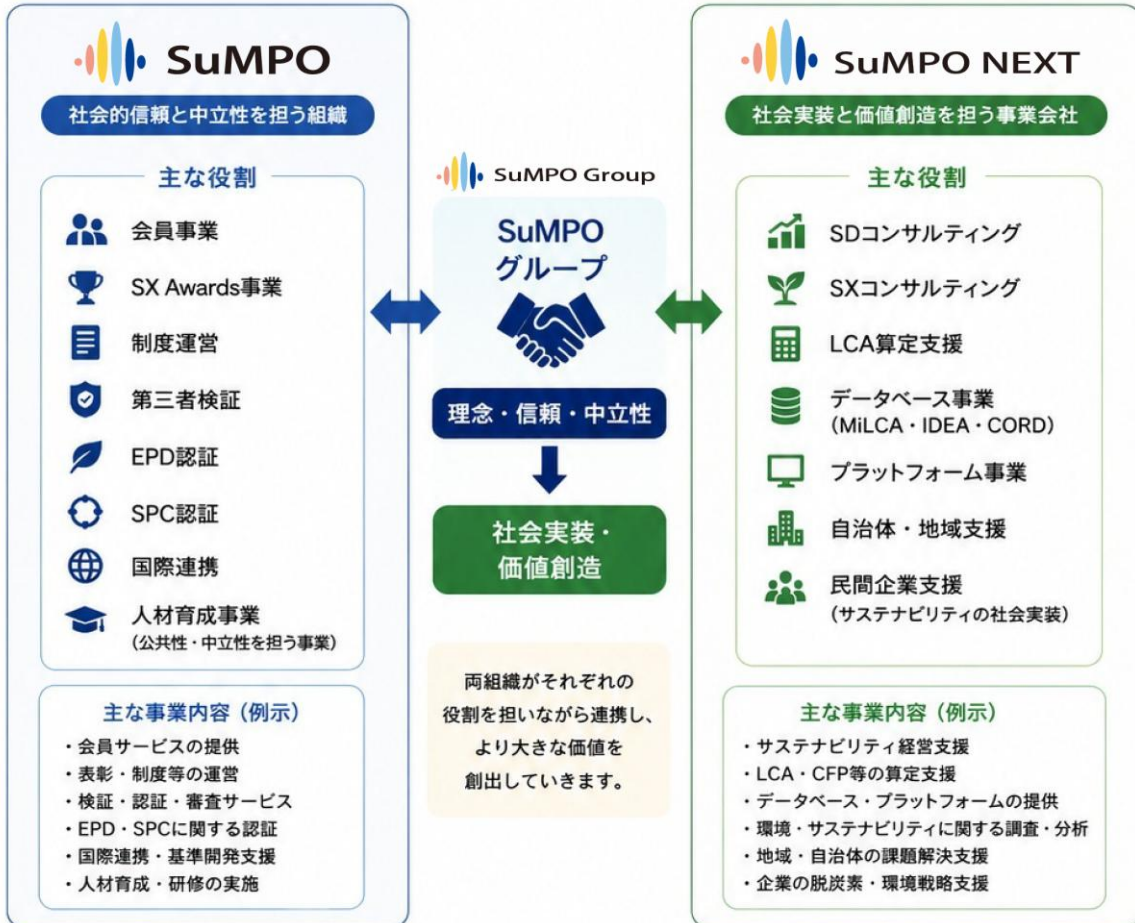 SuMPO
社会的信頼と中立性を担う組織
主な役割
会員事業
SX Awards事業
制度運営
第三者検証
EPD認証
SPC認証
国際連携
人材育成事業
(公共性・中立性を担う事業)
主な事業内容（例示）
・会員サービスの提供
・表彰・制度等の運営
・検証・認証・審査サービス
・EPD・SPCに関する認証
・国際連携・基準開発支援
・人材育成・研修の実施
SuMPO Group
SuMPO
グループ
理念・信頼・中立性
社会実装・
価値創造
両組織がそれぞれの
役割を担いながら連携し、
より大きな価値を
創出していきます。
SuMPO NEXT
社会実装と価値創造を担う事業会社
主な役割
SDコンサルティング
SXコンサルティング
LCA算定支援
データベース事業
(MiLCA・IDEA・CORD)
プラットフォーム事業
自治体・地域支援
民間企業支援
(サステナビリティの社会実装)
主な事業内容（例示）
・サステナビリティ経営支援
・LCA・CFP等の算定支援
・データベース・プラットフォームの提供
・環境・サステナビリティに関する調査・分析
・地域・自治体の課題解決支援
・企業の脱炭素・環境戦略支援